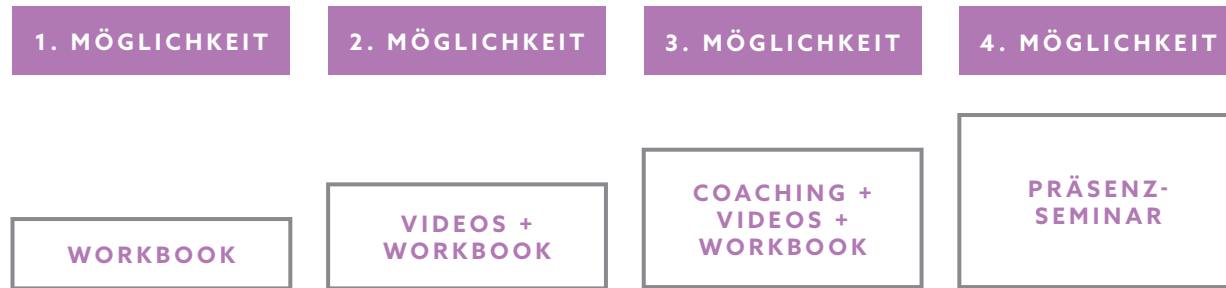 1. MÖGLICHKEIT
2. MÖGLICHKEIT
3. MÖGLICHKEIT
4. MÖGLICHKEIT
WORKBOOK
VIDEOS +
WORKBOOK
COACHING +
VIDEOS +
WORKBOOK
PRÄSENZ-
SEMINAR